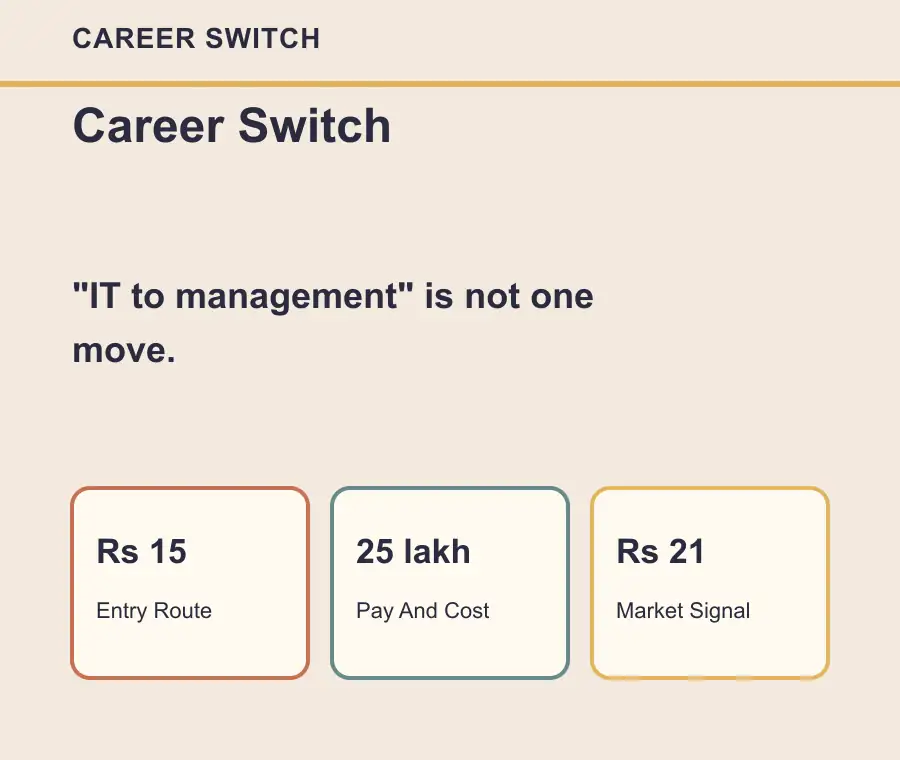 CAREER SWITCH
Career Switch
"IT to management" is not one
move.
Rs 15
Entry Route
25 lakh
Pay And Cost
Rs 21
Market Signal